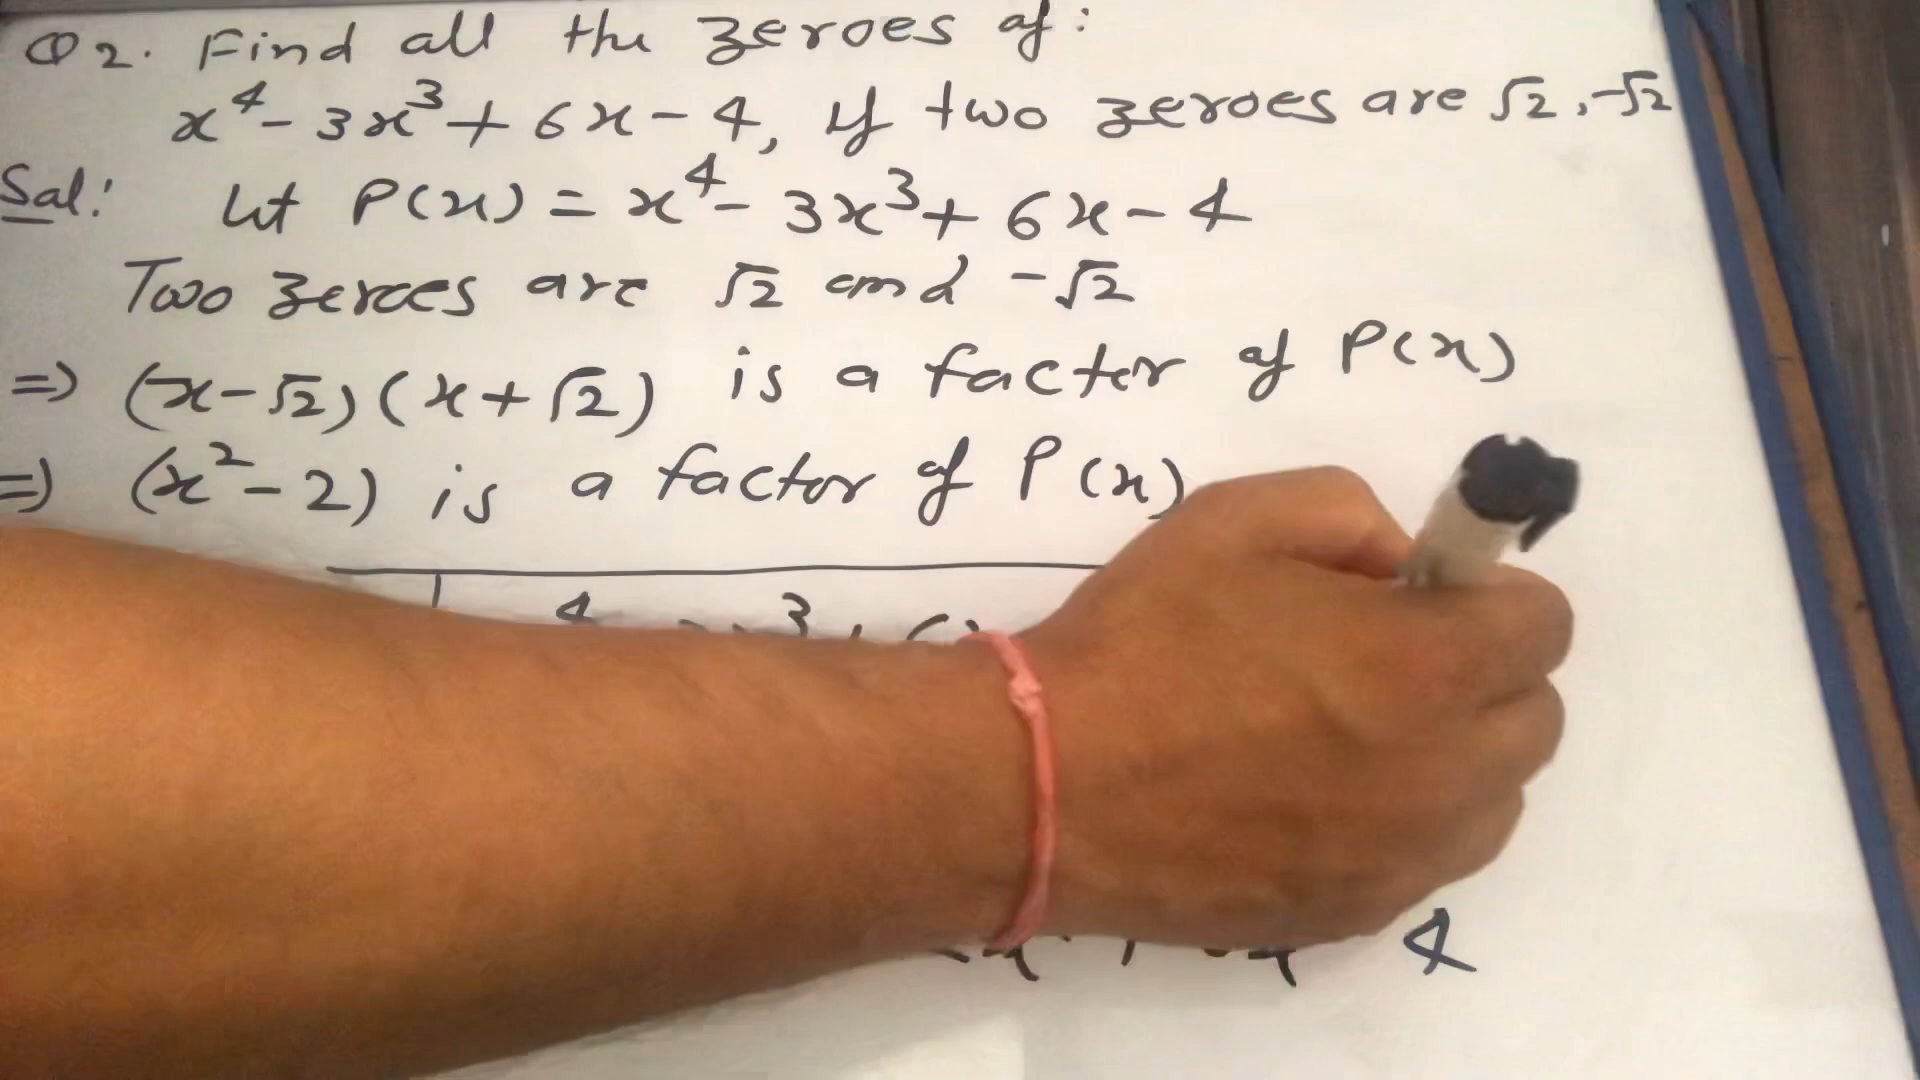 Q2. Find all the zeroes of:
x⁴ - 3x³ + 6x - 4, if two zeroes are √2, -√2
Sol: let P(x) = x⁴ - 3x³ + 6x - 4
Two zeroes are √2 and -√2
=> (x-√2)(x+√2) is a factor of P(x)
=> (x²-2) is a factor of P(x)
4